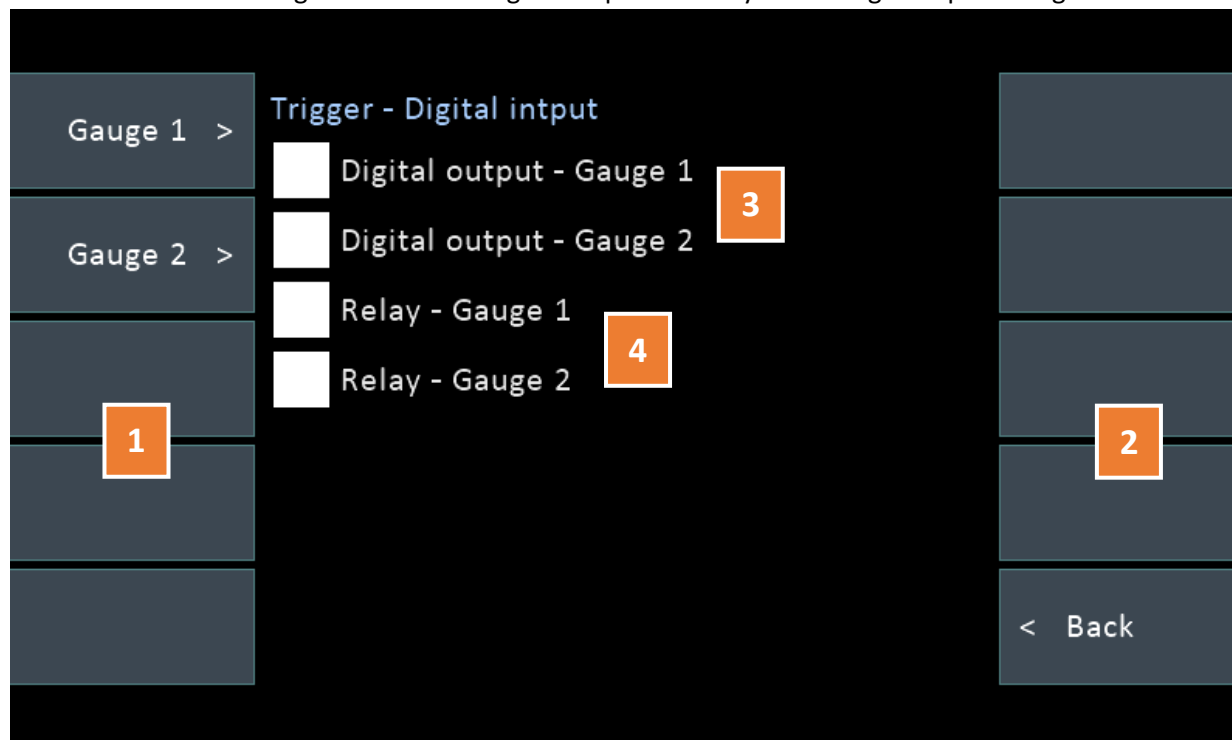 Gauge 1 >
Gauge 2 >
1
Trigger - Digital intput
Digital output - Gauge 1
Digital output - Gauge 2
3
Relay - Gauge 1
Relay - Gauge 2
4
2
< Back